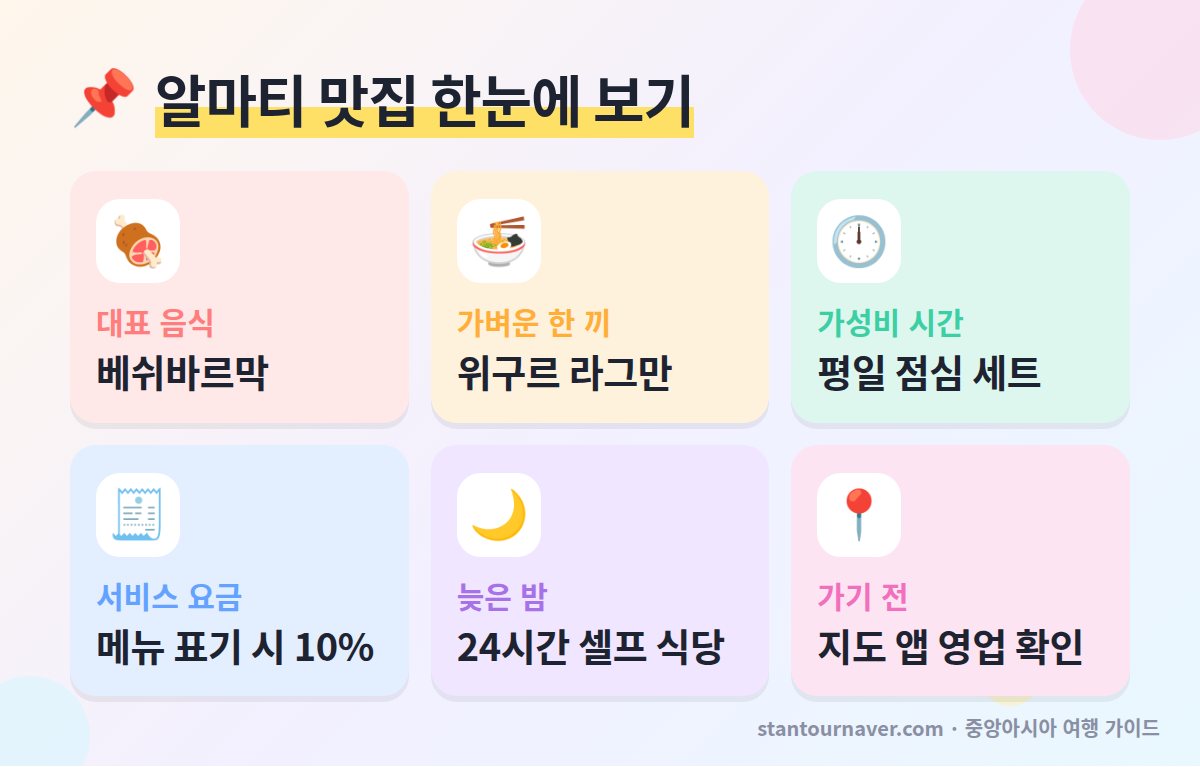 알마티 맛집 한눈에 보기
대표 음식
베쉬바르막
가벼운 한 끼
위구르 라그만
가성비 시간
평일 점심 세트
서비스 요금
메뉴 표기 시 10%
늦은 밤
24시간 셀프 식당
가기 전
지도 앱 영업 확인
stantournaver.com · 중앙아시아 여행 가이드